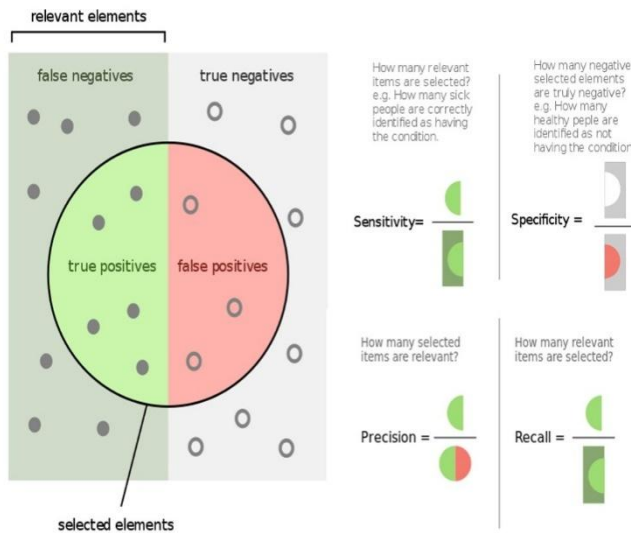 relevant elements
false negatives
true negatives
true positives
false positives
selected elements
How many relevant
items are selected?
e.g. How many sick
people are correctly
identified as having
the condition.
Sensitivity=
How many negative
selected elements
are truly negative?
e.g. How many
healthy peple are
identified as not
having the condition
Specificity =
How many selected
items are relevant?
Precision =
How many relevant
items are selected?
Recall =